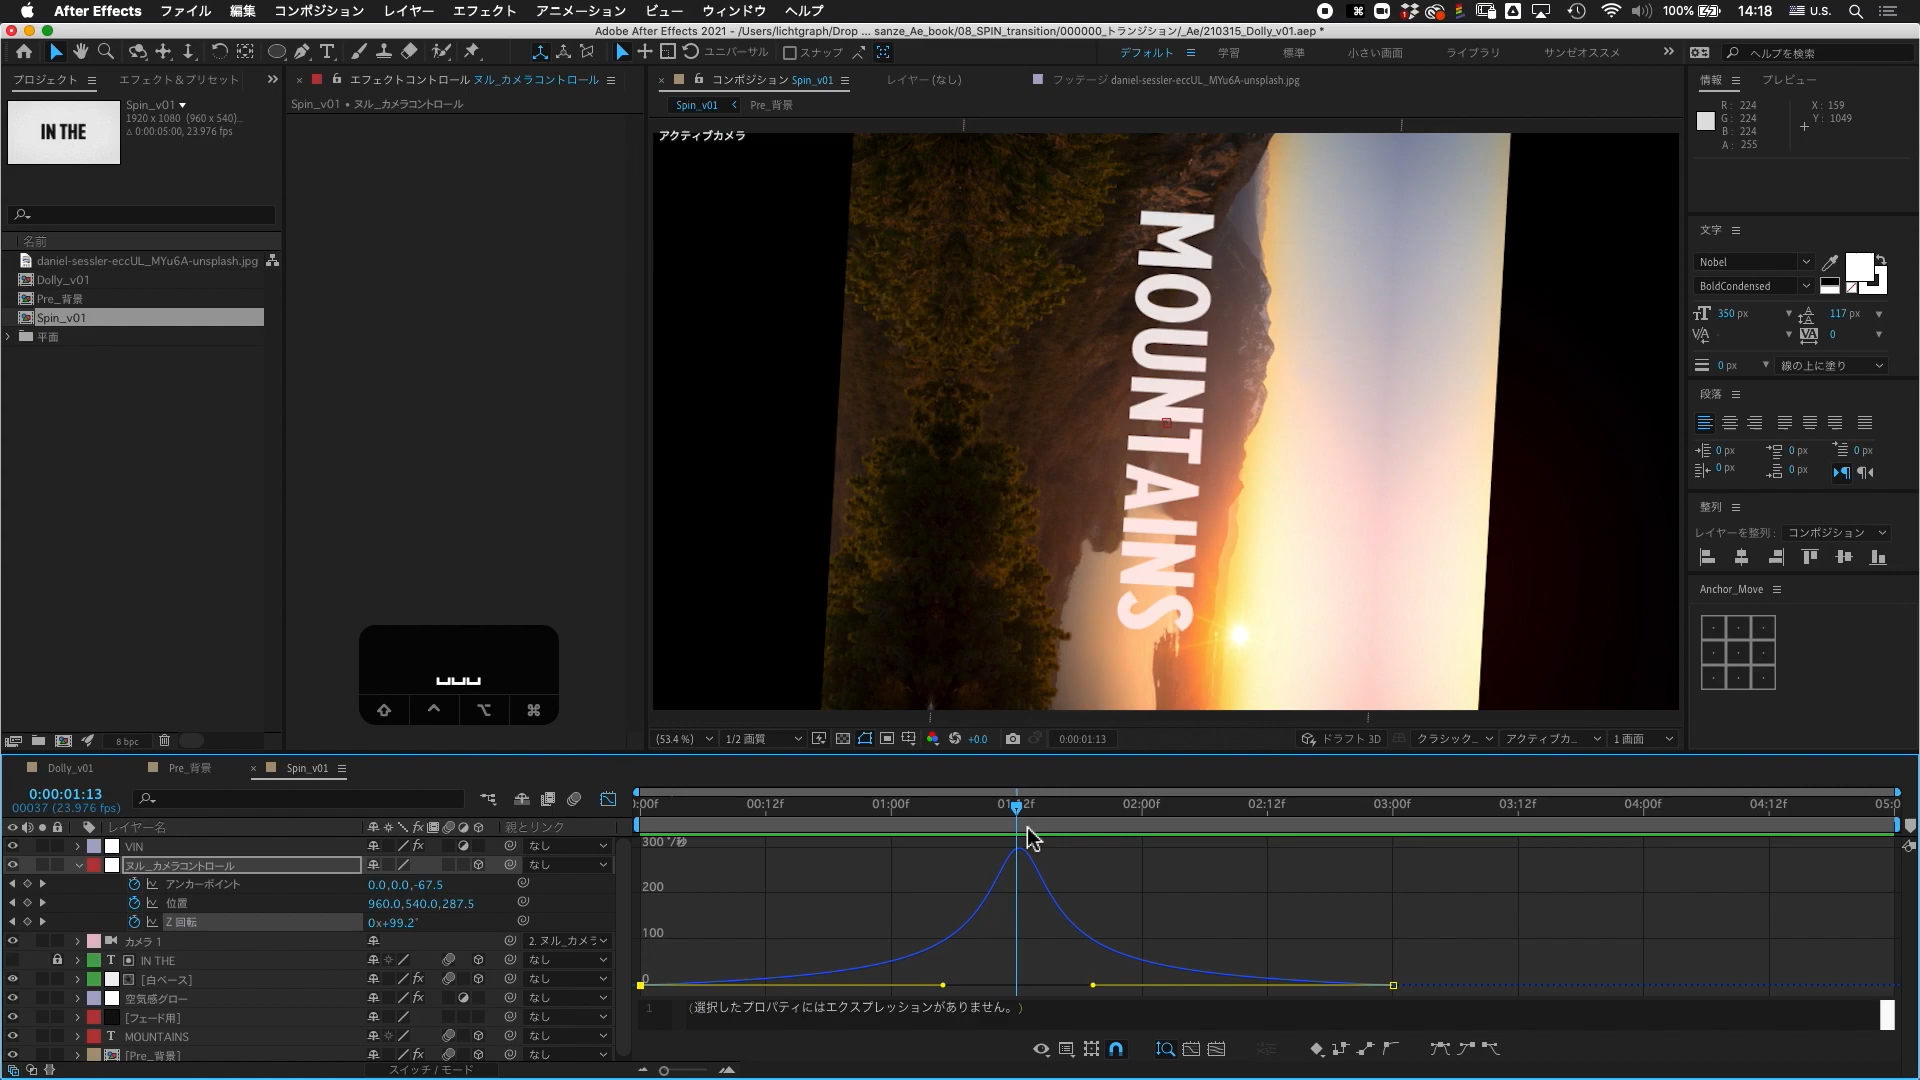 After Effects ファイル 編集 コンポジション レイヤー エフェクト アニメーション ビュー ウィンドウ ヘルプ
100% 14:18 U.S.
Adobe After Effects 2021 - /Users/lichtgraph/Drop ... sanze_Ae_book/08_SPIN_transition/000000_トランジション/_Ae/210315_Dolly_v01.aep *
ユニバーサル スナップ デフォルト 学習 標準 小さい画面 ライブラリ サンゼオススメ ヘルプを検索
プロジェクト エフェクト＆プリセット
エフェクトコントロール ヌル_カメラコントロール
コンポジション Spin_v01 レイヤー (なし) フッテージ daniel-sessler-eccUL_MYu6A-unsplash.jpg
情報 プレビュー
Spin_v01
1920 x 1080 (960 x 540)...
Δ 0:00:05:00, 23.976 fps
IN THE
Spin_v01 • ヌル_カメラコントロール
Spin_v01 Pre_背景
アクティブカメラ
MOUNTAINS
R: 224
G: 224
B: 224
A: 255
X: 159
Y: 1049
名前
daniel-sessler-eccUL_MYu6A-unsplash.jpg
Dolly_v01
Pre_背景
Spin_v01
平面
文字
Nobel
BoldCondensed
350 px 117 px
0
0 px 線の上に塗り
段落
0 px 0 px 0 px
0 px 0 px
整列
レイヤーを整列: コンポジション
Anchor_Move
8 bpc
(53.4 %) 1/2 画質 +0.0 0:00:01:13 ドラフト 3D クラシック... アクティブカ... 1 画面
Dolly_v01 Pre_背景 Spin_v01
0:00:01:13
00037 (23.976 fps)
):00f 00:12f 01:00f 01:12f 02:00f 02:12f 03:00f 03:12f 04:00f 04:12f 05:0
レイヤー名 親とリンク
VIN なし
ヌル_カメラコントロール なし
アンカーポイント 0.0,0.0,-67.5
位置 960.0,540.0,287.5
Z 回転 0x+99.2°
カメラ 1 2. ヌル_カメラ
IN THE なし
[白ベース] なし
空気感グロー なし
[フェード用] なし
MOUNTAINS なし
[Pre_背景] なし
スイッチ / モード
300 °/秒
200
100
0
1 (選択したプロパティにはエクスプレッションがありません。)